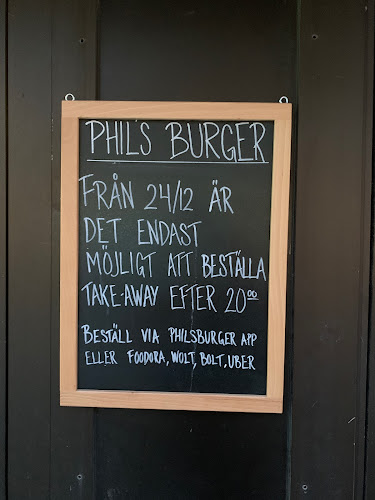 PHIL'S BURGER
FRÅN 24/12 ÄR
DET ENDAST
MÖJLIGT ATT BESTÄLLA
TAKE-AWAY EFTER 20⁰⁰
BESTÄLL VIA PHILSBURGER APP
ELLER FOODORA, WOLT, BOLT, UBER